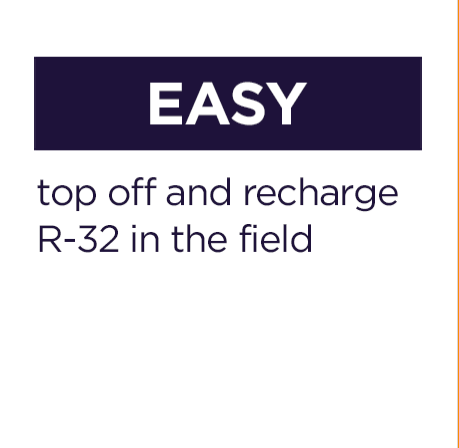 EASY
top off and recharge
R-32 in the field